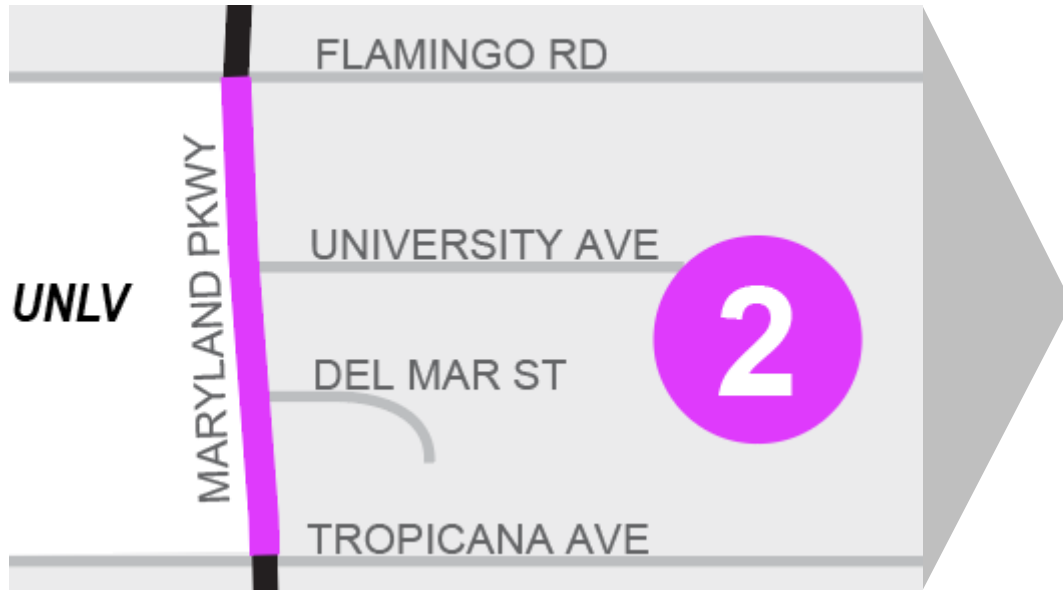 FLAMINGO RD
MARYLAND PKWY
UNIVERSITY AVE
UNLV
2
DEL MAR ST
TROPICANA AVE